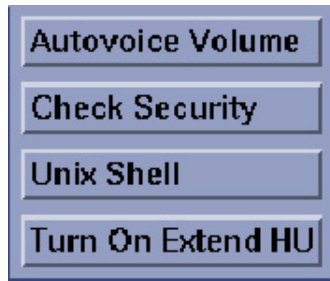 Autovoice Volume
Check Security
Unix Shell
Turn On Extend HU